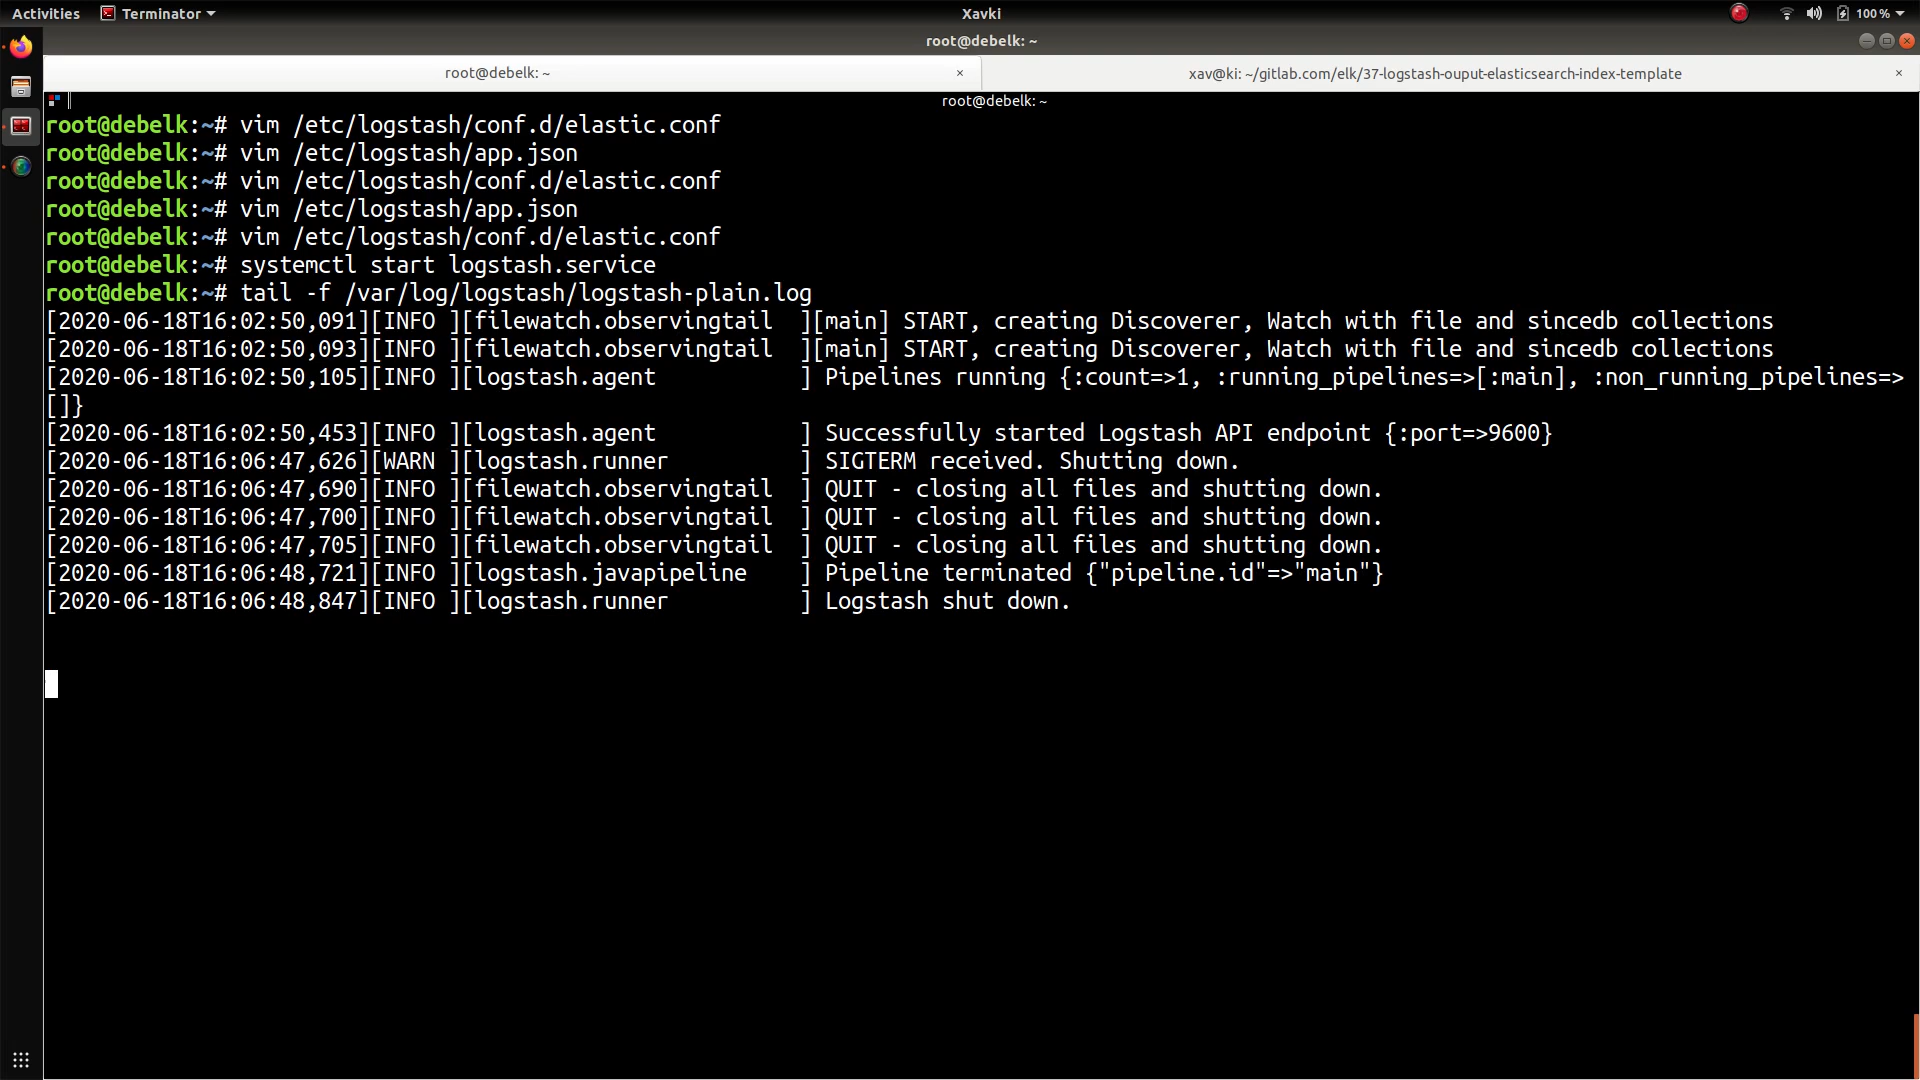 Activities
Terminator
Xavki
100 %
root@debelk: ~
root@debelk: ~ ×
xav@ki: ~/gitlab.com/elk/37-logstash-ouput-elasticsearch-index-template ×
root@debelk: ~
root@debelk:~# vim /etc/logstash/conf.d/elastic.conf
root@debelk:~# vim /etc/logstash/app.json
root@debelk:~# vim /etc/logstash/conf.d/elastic.conf
root@debelk:~# vim /etc/logstash/app.json
root@debelk:~# vim /etc/logstash/conf.d/elastic.conf
root@debelk:~# systemctl start logstash.service
root@debelk:~# tail -f /var/log/logstash/logstash-plain.log
[2020-06-18T16:02:50,091][INFO ][filewatch.observingtail  ][main] START, creating Discoverer, Watch with file and sincedb collections
[2020-06-18T16:02:50,093][INFO ][filewatch.observingtail  ][main] START, creating Discoverer, Watch with file and sincedb collections
[2020-06-18T16:02:50,105][INFO ][logstash.agent           ] Pipelines running {:count=>1, :running_pipelines=>[:main], :non_running_pipelines=>
[]}
[2020-06-18T16:02:50,453][INFO ][logstash.agent           ] Successfully started Logstash API endpoint {:port=>9600}
[2020-06-18T16:06:47,626][WARN ][logstash.runner          ] SIGTERM received. Shutting down.
[2020-06-18T16:06:47,690][INFO ][filewatch.observingtail  ] QUIT - closing all files and shutting down.
[2020-06-18T16:06:47,700][INFO ][filewatch.observingtail  ] QUIT - closing all files and shutting down.
[2020-06-18T16:06:47,705][INFO ][filewatch.observingtail  ] QUIT - closing all files and shutting down.
[2020-06-18T16:06:48,721][INFO ][logstash.javapipeline    ] Pipeline terminated {"pipeline.id"=>"main"}
[2020-06-18T16:06:48,847][INFO ][logstash.runner          ] Logstash shut down.